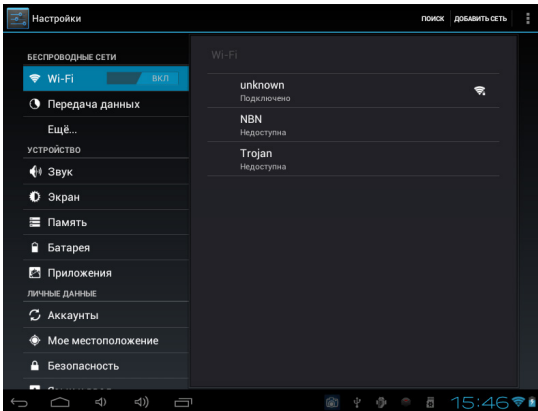 Настройки
ПОИСК
ДОБАВИТЬ СЕТЬ
БЕСПРОВОДНЫЕ СЕТИ
Wi-Fi
ВКЛ
Передача данных
Ещё...
УСТРОЙСТВО
Звук
Экран
Память
Батарея
Приложения
ЛИЧНЫЕ ДАННЫЕ
Аккаунты
Мое местоположение
Безопасность
Wi-Fi
unknown
Подключено
NBN
Недоступна
Trojan
Недоступна
15:46